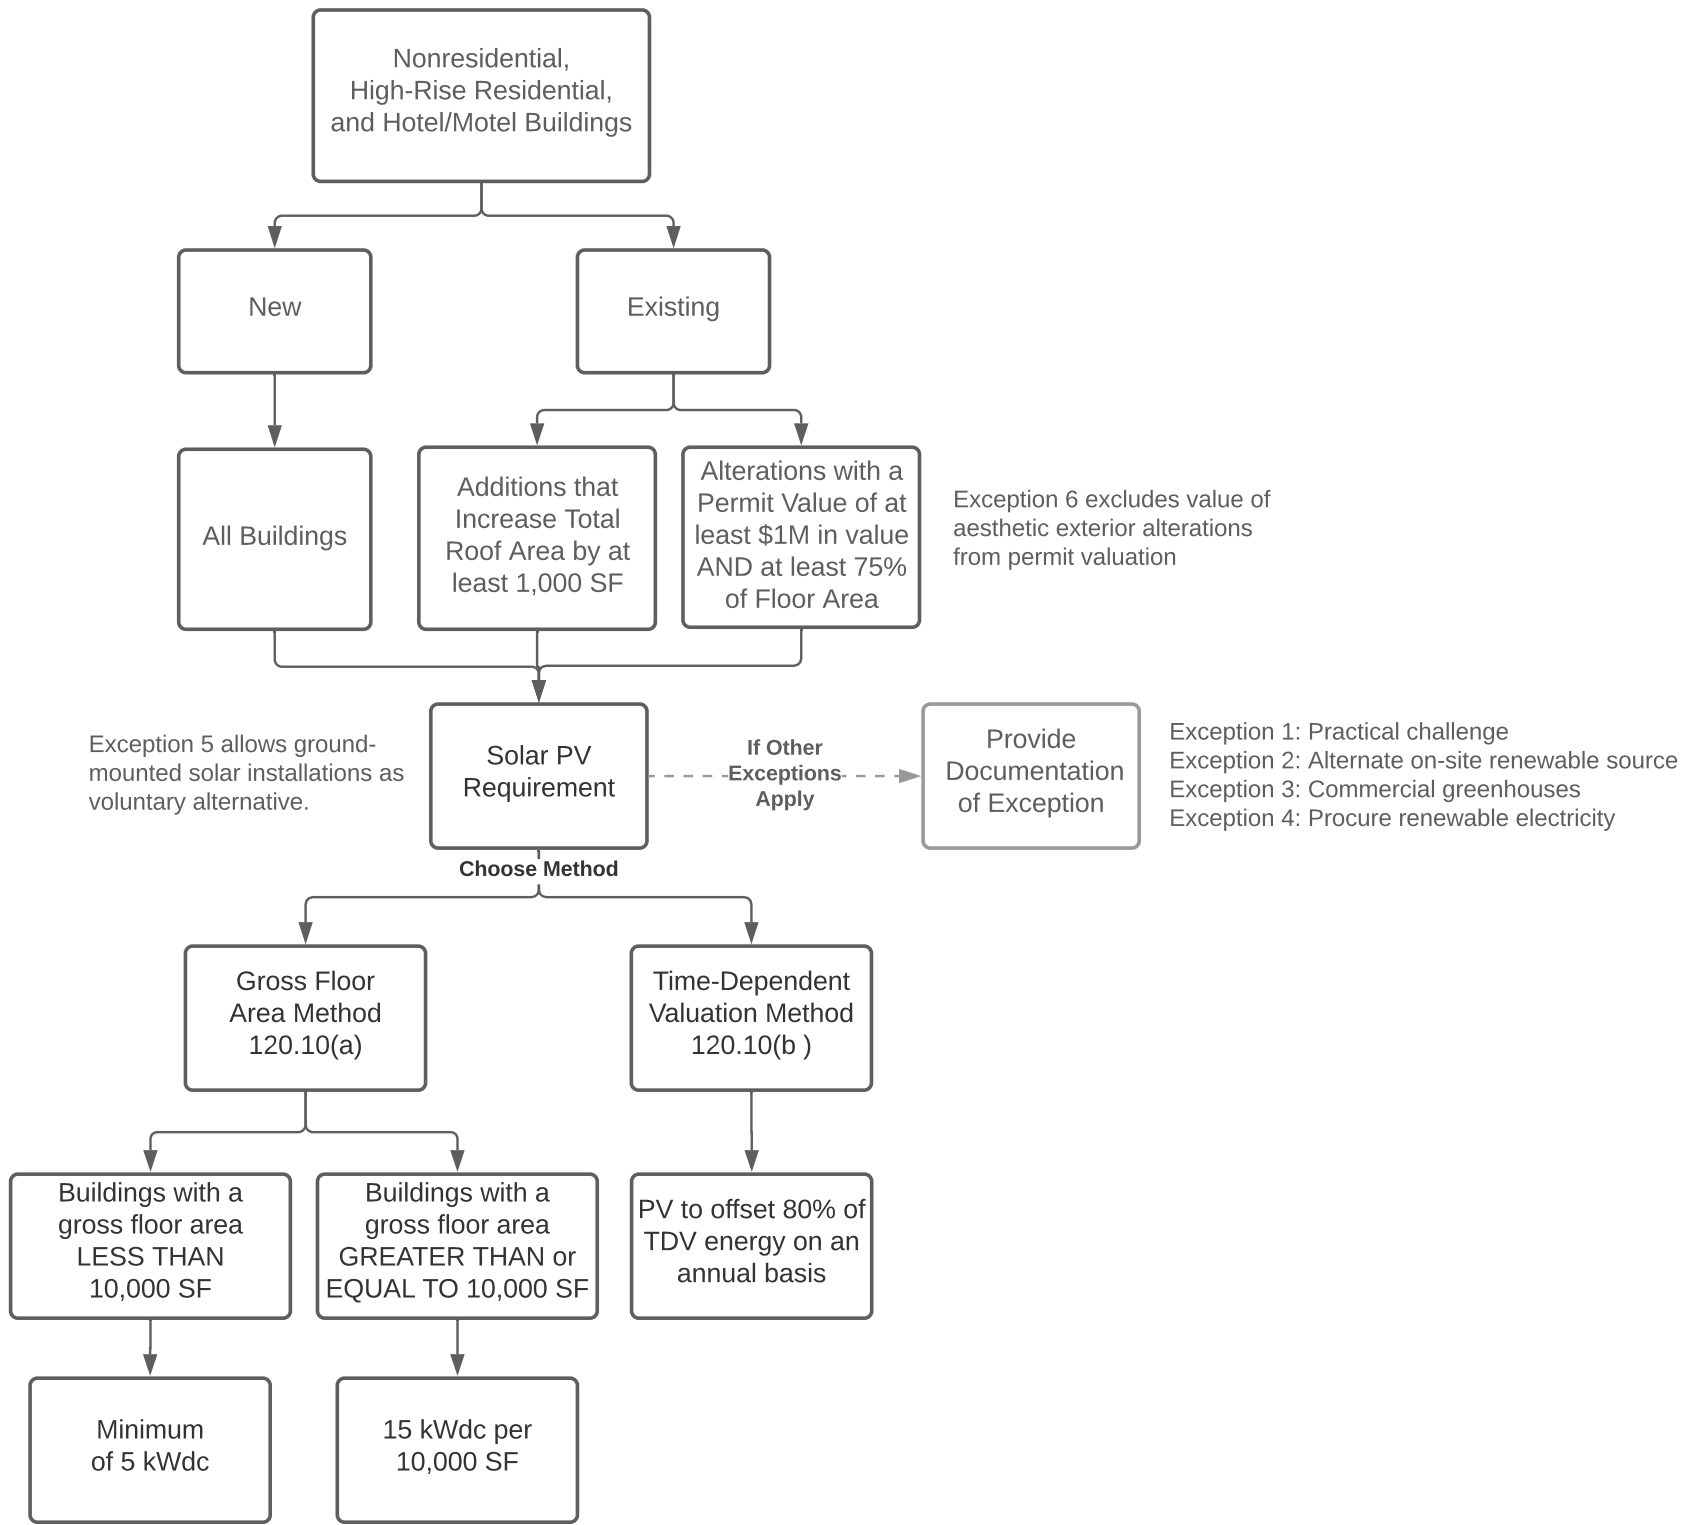 Nonresidential,
High-Rise Residential,
and Hotel/Motel Buildings
New
Existing
All Buildings
Additions that
Increase Total
Roof Area by at
least 1,000 SF
Alterations with a
Permit Value of at
least $1M in value
AND at least 75%
of Floor Area
Exception 6 excludes value of
aesthetic exterior alterations
from permit valuation
Exception 5 allows ground-
mounted solar installations as
voluntary alternative.
Solar PV
Requirement
If Other
Exceptions
Apply
Provide
Documentation
of Exception
Exception 1: Practical challenge
Exception 2: Alternate on-site renewable source
Exception 3: Commercial greenhouses
Exception 4: Procure renewable electricity
Choose Method
Gross Floor
Area Method
120.10(a)
Time-Dependent
Valuation Method
120.10(b )
Buildings with a
gross floor area
LESS THAN
10,000 SF
Buildings with a
gross floor area
GREATER THAN or
EQUAL TO 10,000 SF
PV to offset 80% of
TDV energy on an
annual basis
Minimum
of 5 kWdc
15 kWdc per
10,000 SF